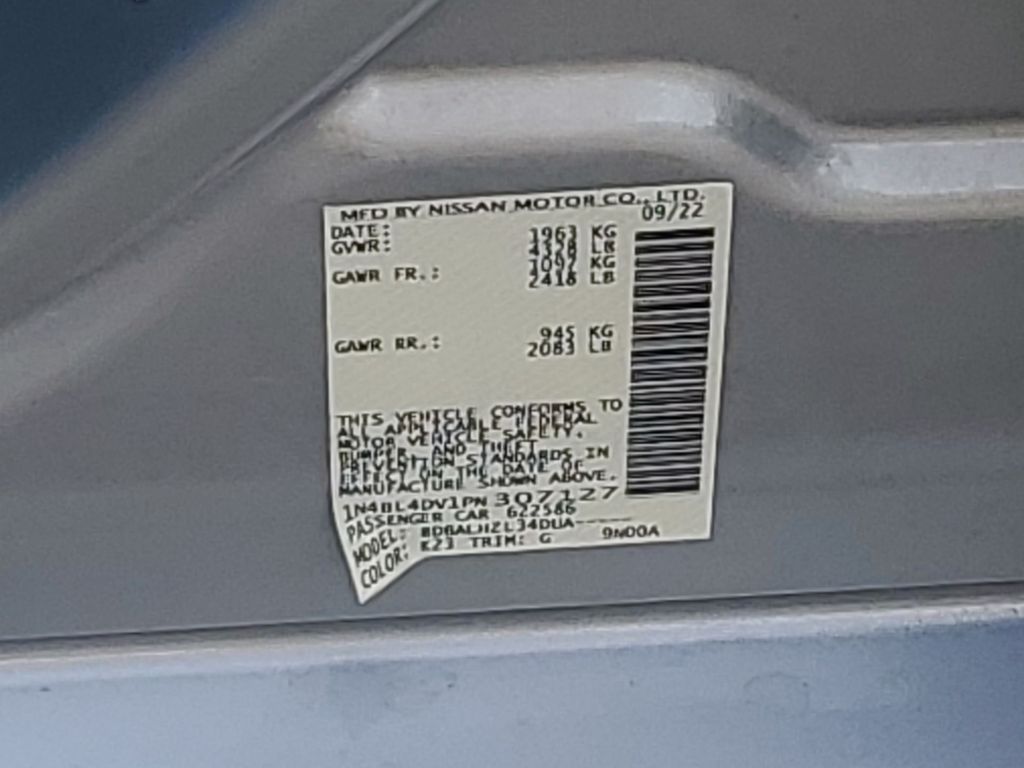 MFD BY NISSAN MOTOR CO., LTD.
DATE: 09/22
GVWR: 1963 KG
4328 LB
GAWR FR.: 1097 KG
2418 LB
GAWR RR.: 945 KG
2083 LB
THIS VEHICLE CONFORMS TO
ALL APPLICABLE FEDERAL
MOTOR VEHICLE SAFETY,
BUMPER, AND THEFT
PREVENTION STANDARDS IN
EFFECT ON THE DATE OF
MANUFACTURE SHOWN ABOVE.
1N4BL4DV1PN307127
PASSENGER CAR 622586
MODEL:
COLOR: K23 TRIM: G 9N00A